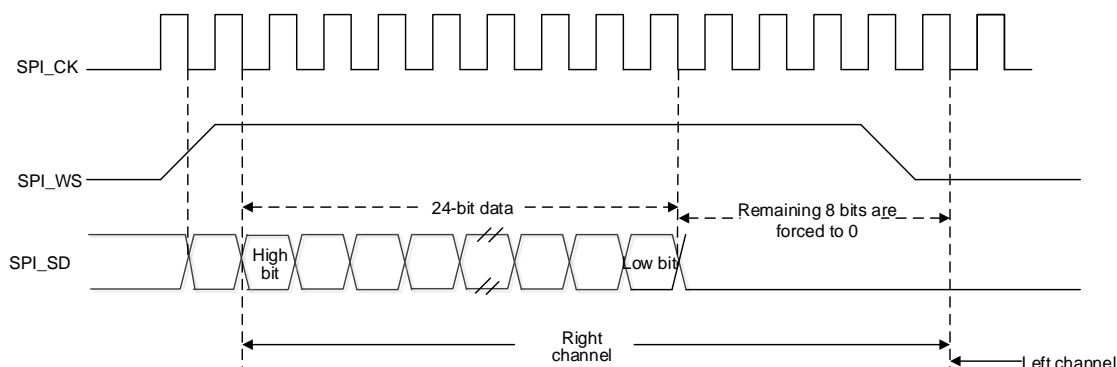 SPI_CK
SPI_WS
24-bit data
Remaining 8 bits are
forced to 0
SPI_SD
High
bit
Low bit
Right
channel
Left channel